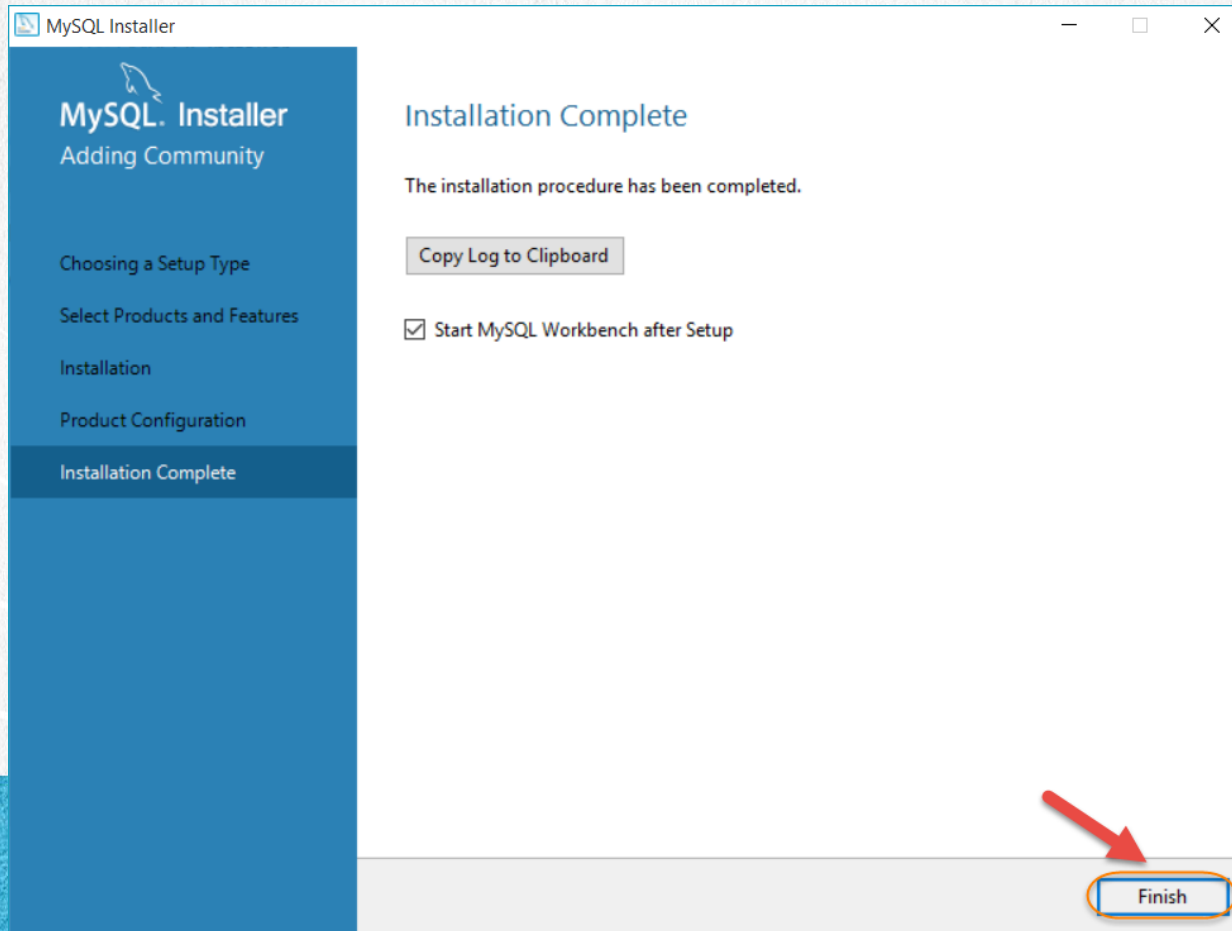 MySQL Installer
MySQL. Installer
Adding Community
Choosing a Setup Type
Select Products and Features
Installation
Product Configuration
Installation Complete
Installation Complete
The installation procedure has been completed.
Copy Log to Clipboard
Start MySQL Workbench after Setup
Finish